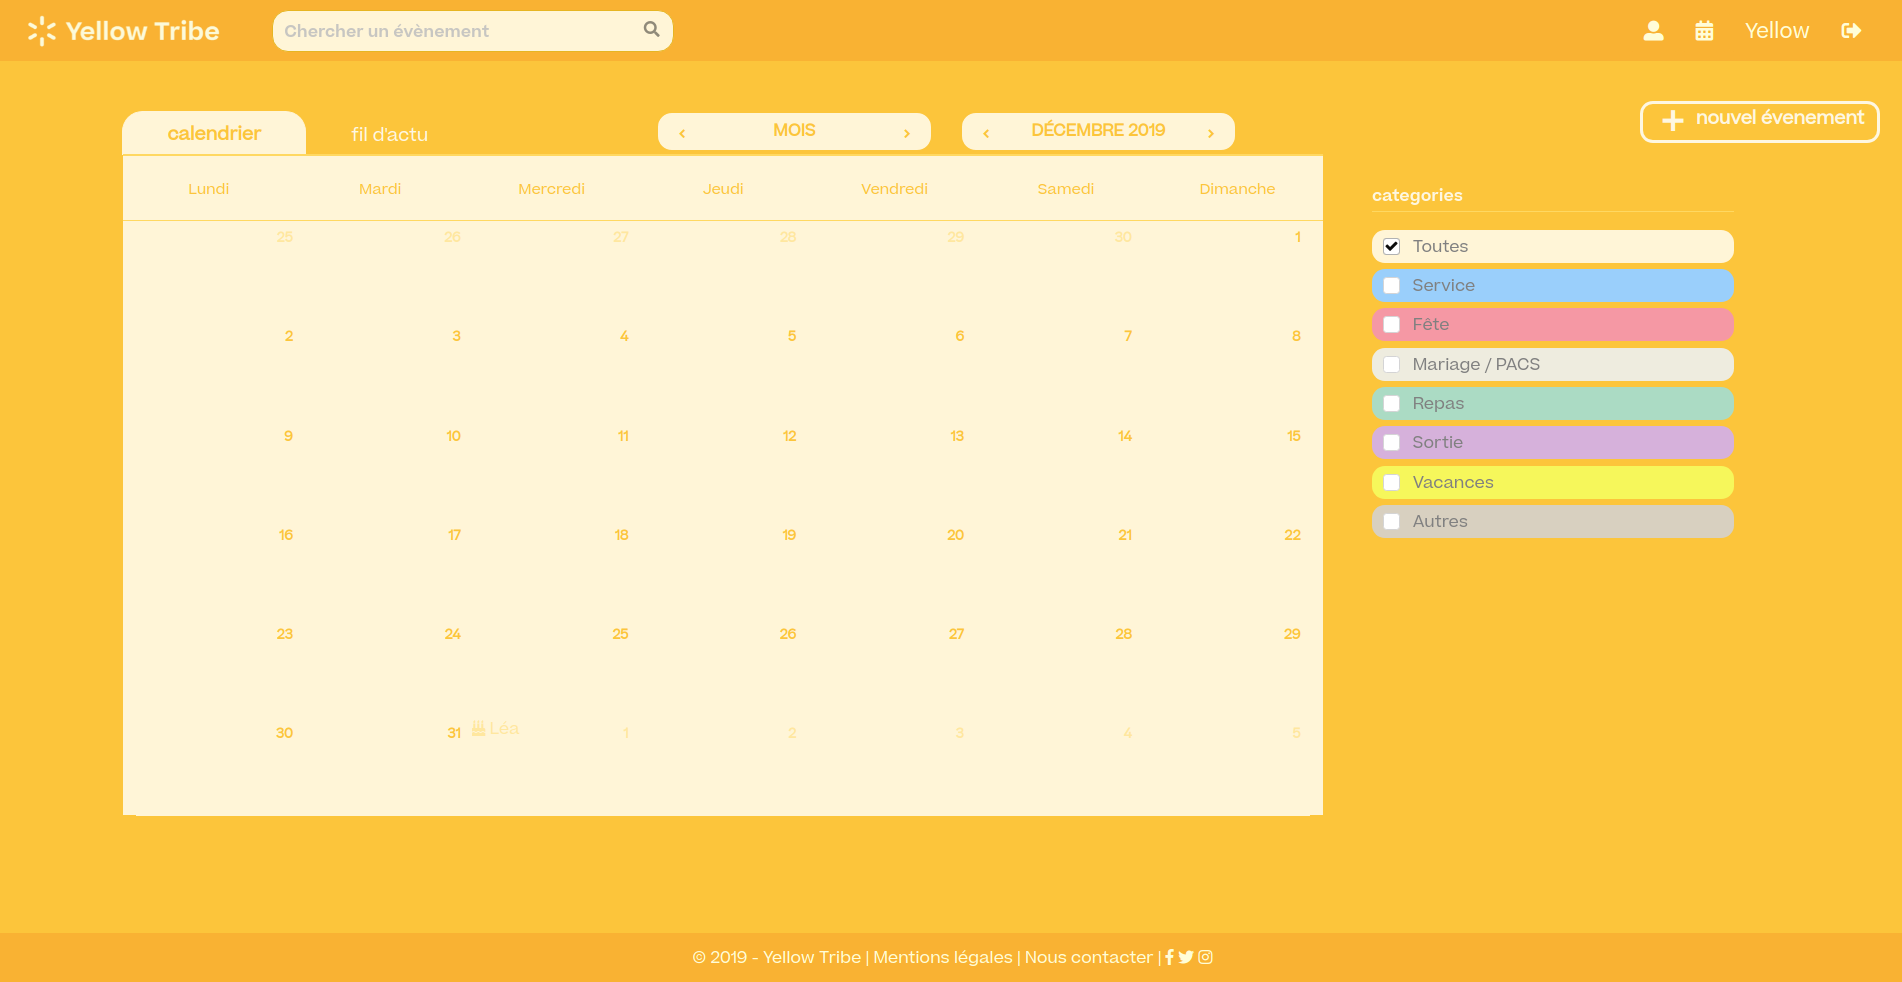 Yellow Tribe
Chercher un évènement
Yellow
calendrier
fil d'actu
MOIS
DÉCEMBRE 2019
nouvel évenement
Lundi Mardi Mercredi Jeudi Vendredi Samedi Dimanche
25 26 27 28 29 30 1
2 3 4 5 6 7 8
9 10 11 12 13 14 15
16 17 18 19 20 21 22
23 24 25 26 27 28 29
30 31 Léa 1 2 3 4 5
categories
Toutes
Service
Fête
Mariage / PACS
Repas
Sortie
Vacances
Autres
© 2019 - Yellow Tribe | Mentions légales | Nous contacter |